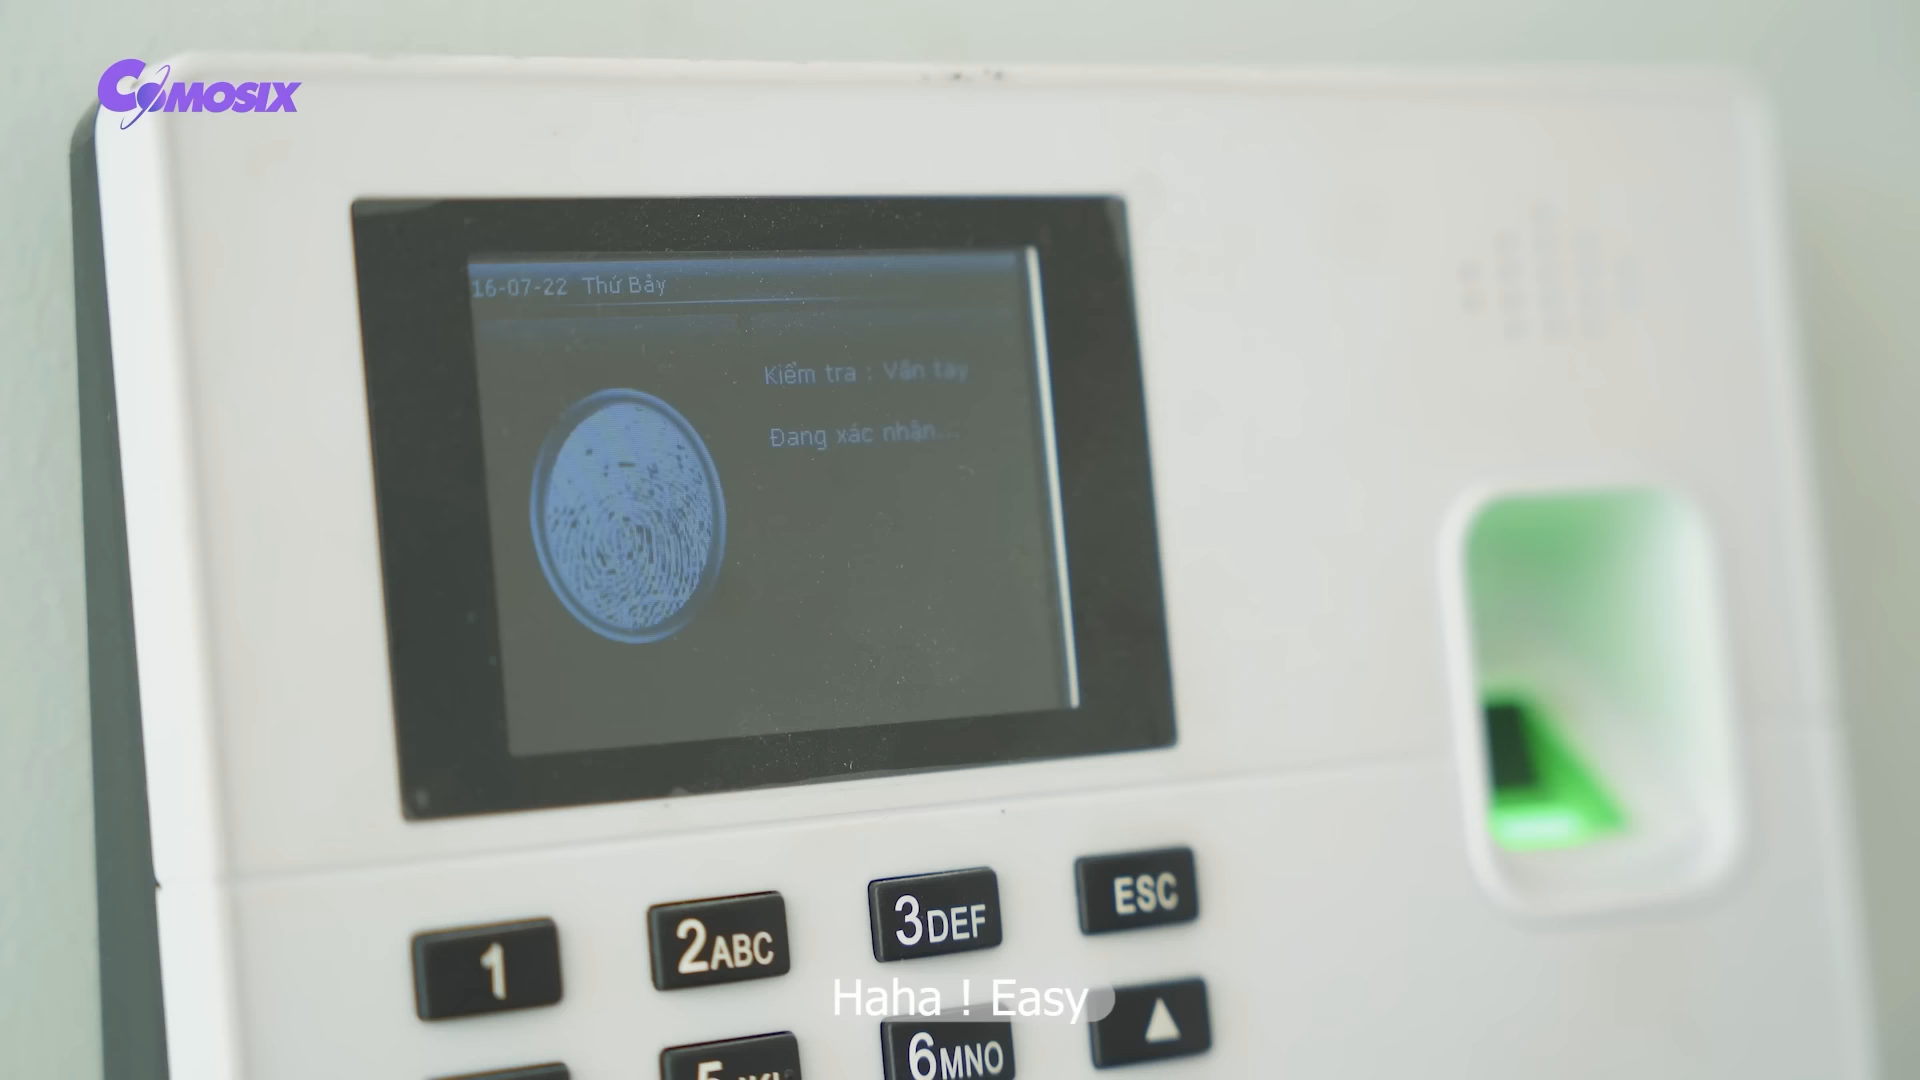 COMOSIX
16-07-22 Thứ Bảy
Kiểm tra : Vân tay
Đang xác nhận...
1
2ABC
3DEF
ESC
Haha ! Easy
6MNO